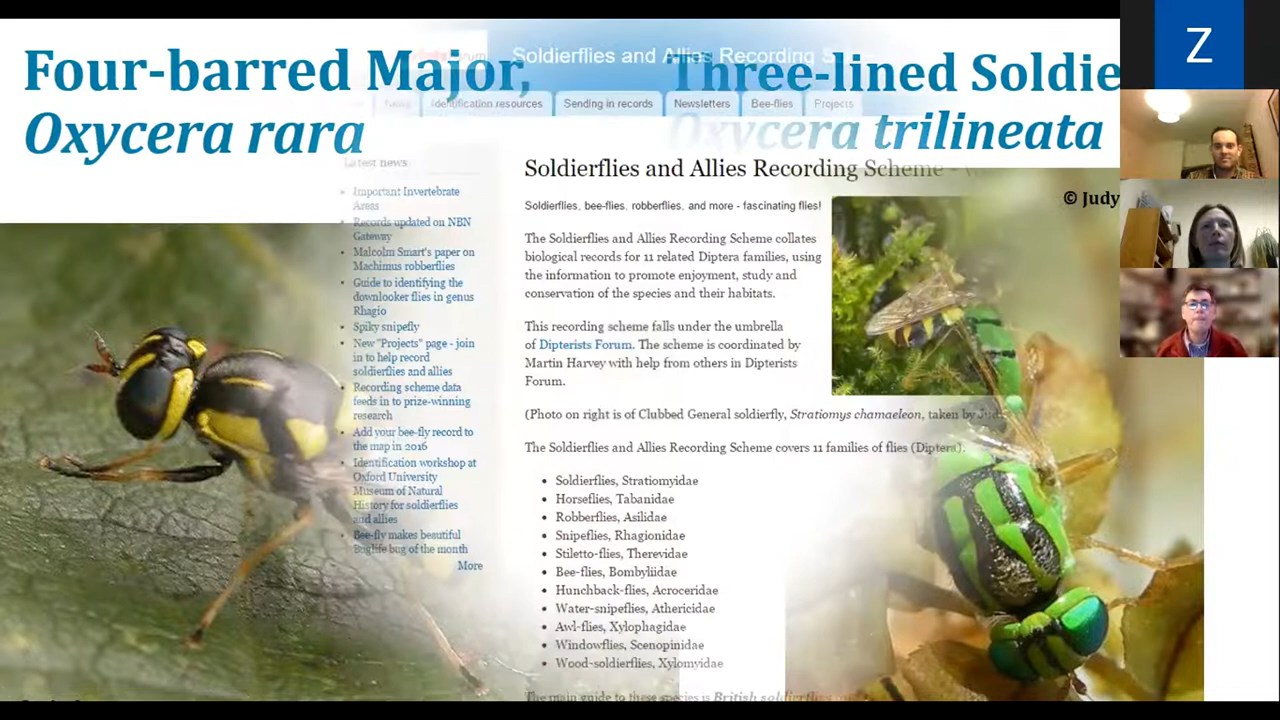 Four-barred Major,
Oxycera rara
Three-lined Soldie
Oxycera trilineata
Z
© Judy
Soldierflies and Allies Recording
News
Identification resources
Sending in records
Newsletters
Bee-flies
Projects
Latest news
Important Invertebrate
Areas
Records updated on NBN
Gateway
Malcolm Smart's paper on
Machimus robberflies
Guide to identifying the
downlooker flies in genus
Rhagio
Spiky snipefly
New "Projects" page - join
in to help record
soldierflies and allies
Recording scheme data
feeds in to prize-winning
research
Add your bee-fly record to
the map in 2016
Identification workshop at
Oxford University
Museum of Natural
History for soldierflies
and allies
Bee-fly makes beautiful
Buglife bug of the month
More
Soldierflies and Allies Recording Scheme -
Soldierflies, bee-flies, robberflies, and more - fascinating flies!
The Soldierflies and Allies Recording Scheme collates
biological records for 11 related Diptera families, using
the information to promote enjoyment, study and
conservation of the species and their habitats.
This recording scheme falls under the umbrella
of Dipterists Forum. The scheme is coordinated by
Martin Harvey with help from others in Dipterists
Forum.
(Photo on right is of Clubbed General soldierfly, Stratiomys chamaeleon, taken by
The Soldierflies and Allies Recording Scheme covers 11 families of flies (Diptera).
Soldierflies, Stratiomyidae
Horseflies, Tabanidae
Robberflies, Asilidae
Snipeflies, Rhagionidae
Stiletto-flies, Therevidae
Bee-flies, Bombyliidae
Hunchback-flies, Acroceridae
Water-snipeflies, Athericidae
Awl-flies, Xylophagidae
Windowflies, Scenopinidae
Wood-soldierflies, Xylomyidae
The main guide to these species is British soldierflies